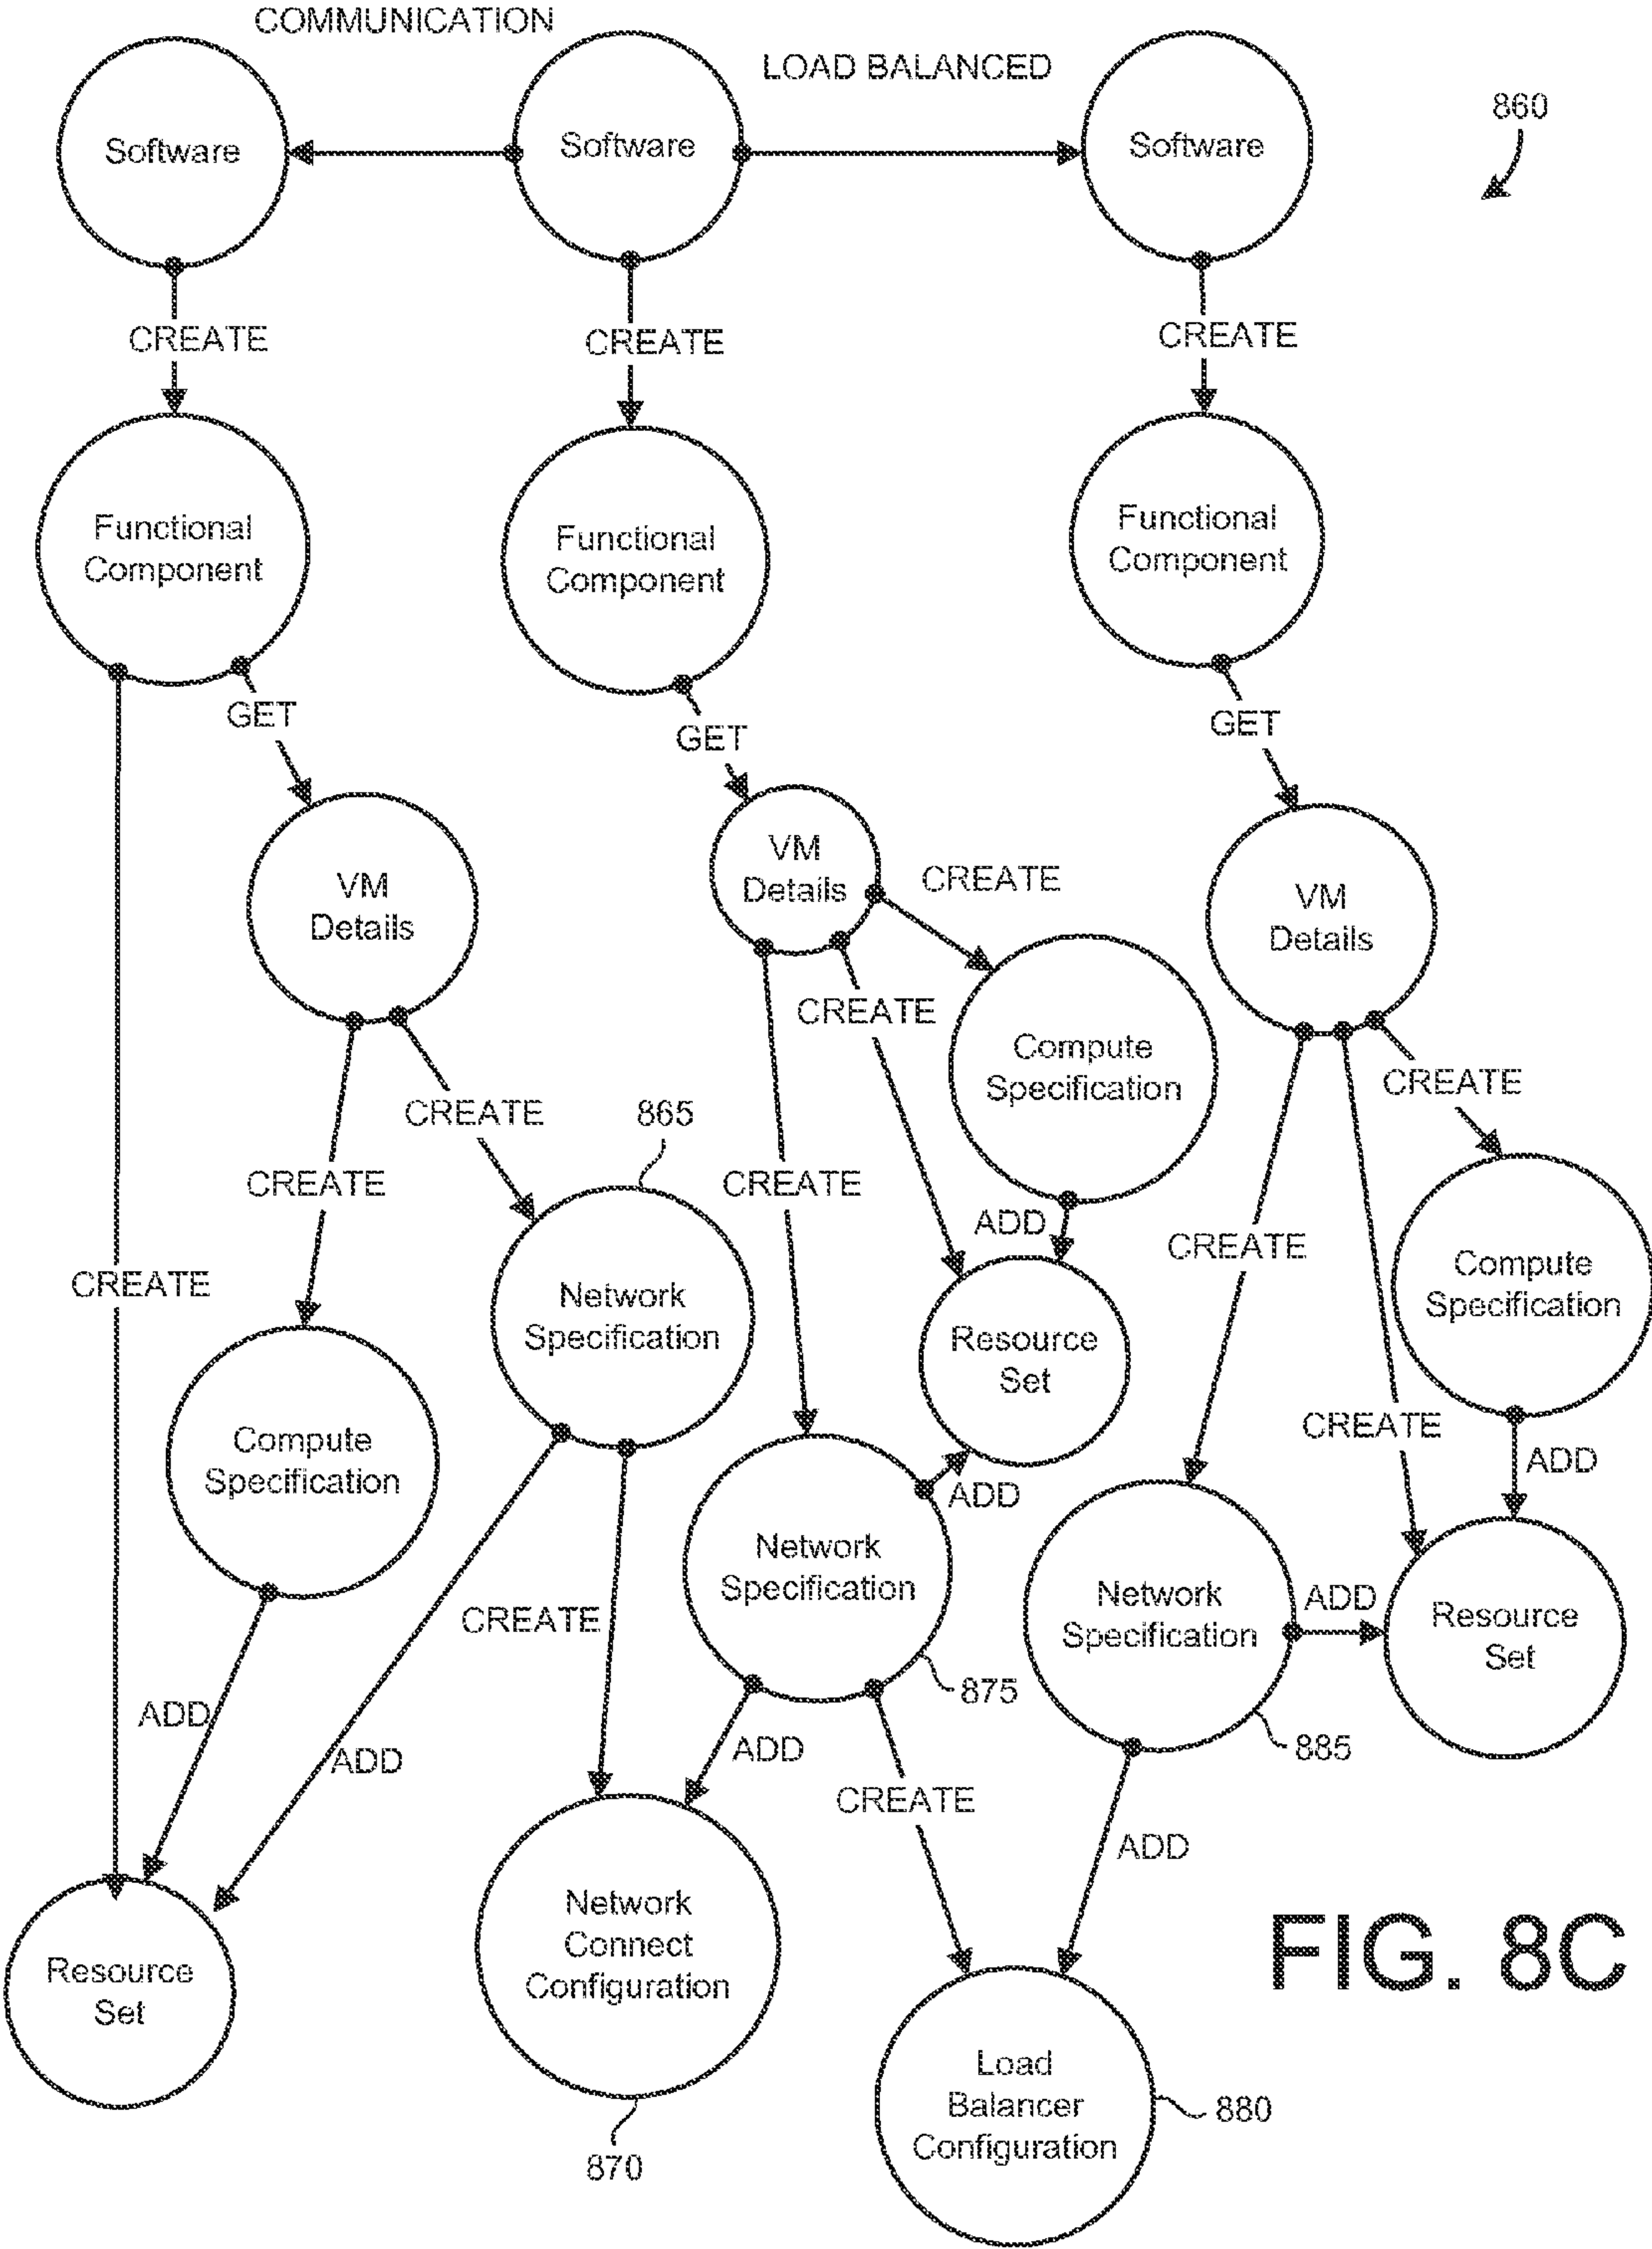 COMMUNICATION
LOAD BALANCED
860
Software
Software
Software
CREATE
CREATE
CREATE
Functional
Component
Functional
Component
Functional
Component
GET
GET
GET
VM
Details
VM
Details
VM
Details
CREATE
CREATE
CREATE
CREATE
865
CREATE
CREATE
CREATE
CREATE
Compute
Specification
ADD
Network
Specification
Resource
Set
Compute
Specification
CREATE
ADD
Compute
Specification
ADD
Network
Specification
Network
Specification
ADD
Resource
Set
CREATE
875
885
ADD
ADD
ADD
CREATE
ADD
Resource
Set
Network
Connect
Configuration
Load
Balancer
Configuration
870
880
FIG. 8C